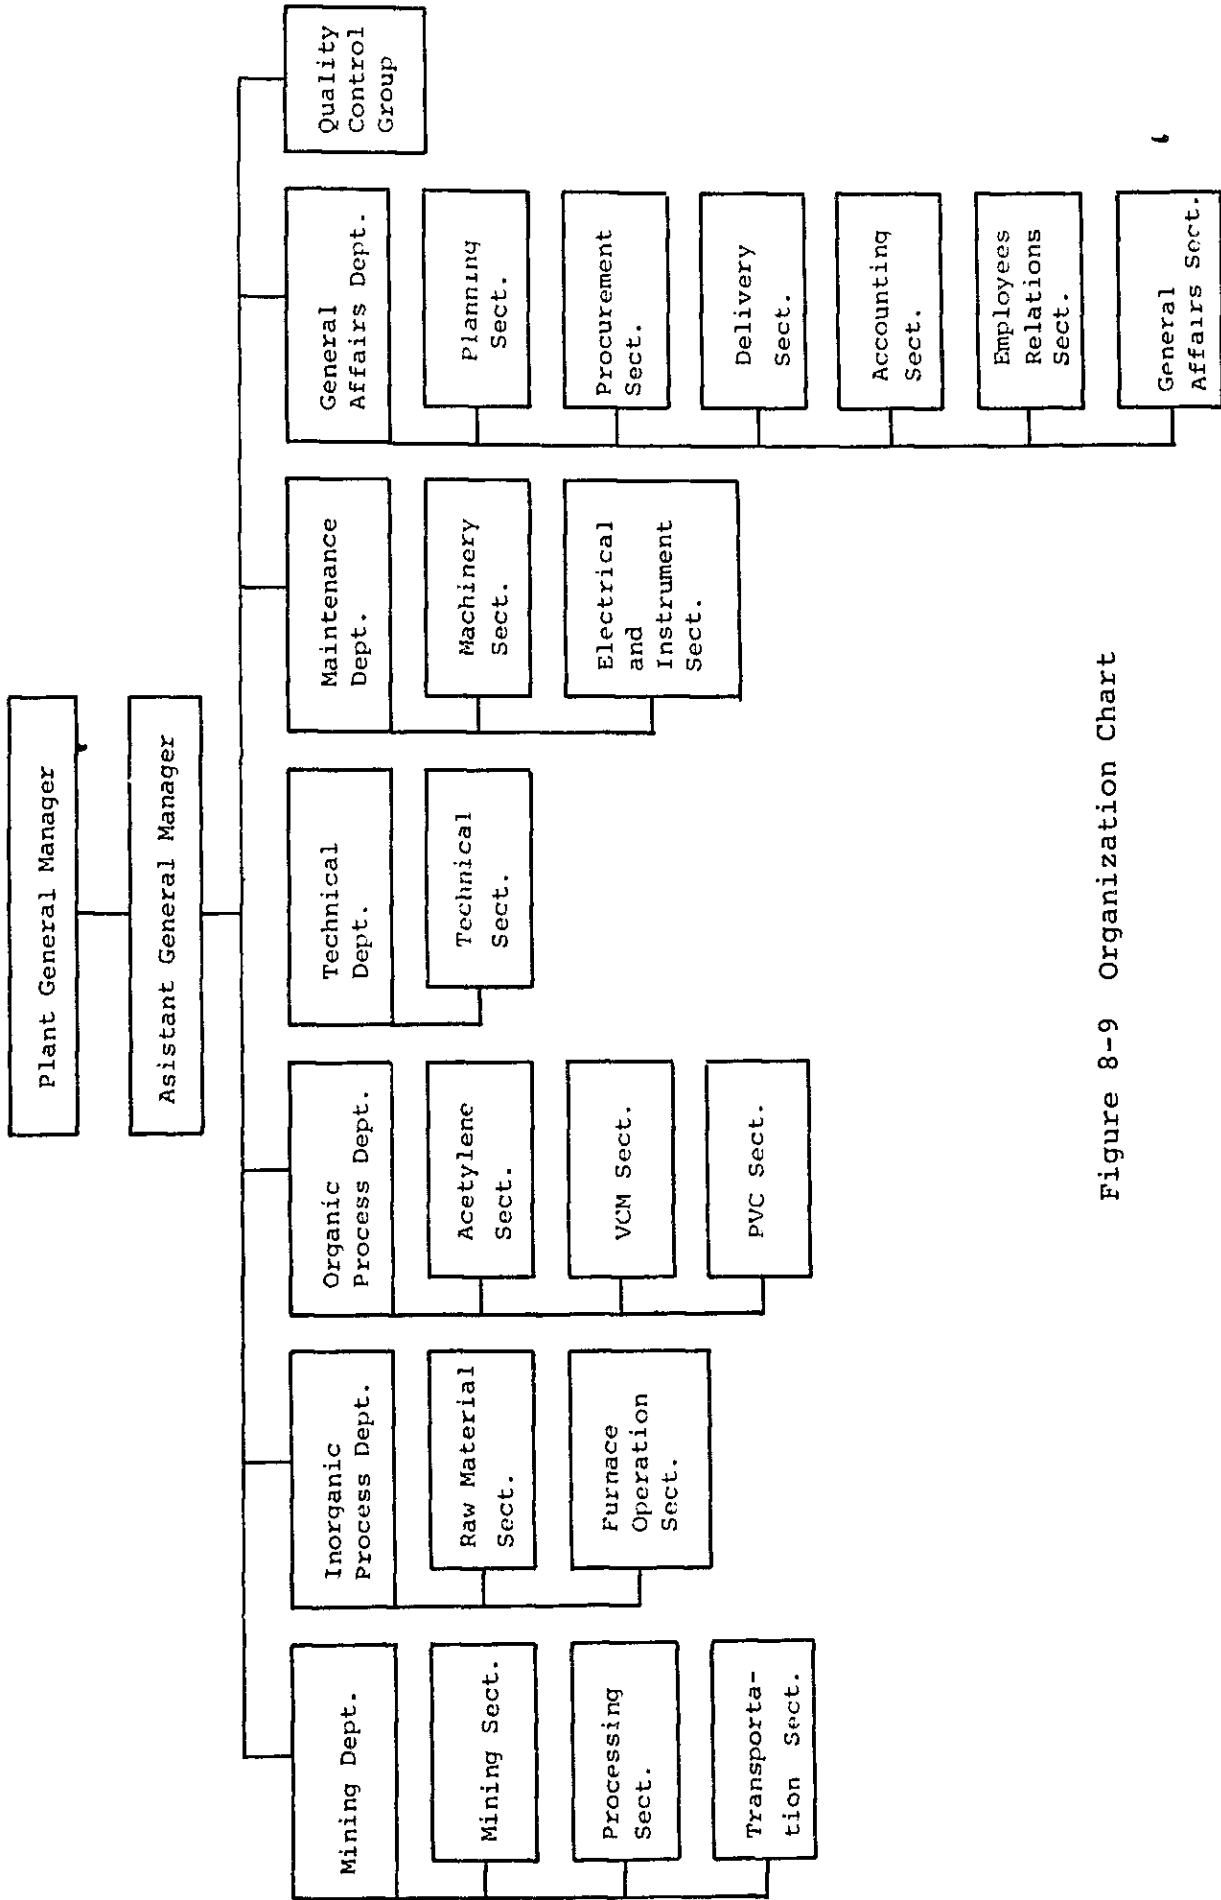 Plant General Manager
Asistant General Manager
Mining Dept.
Mining Sect.
Processing
Sect.
Transporta-
tion Sect.
Inorganic
Process Dept.
Raw Material
Sect.
Furnace
Operation
Sect.
Organic
Process Dept.
Acetylene
Sect.
VCM Sect.
PVC Sect.
Technical
Dept.
Technical
Sect.
Maintenance
Dept.
Machinery
Sect.
Electrical
and
Instrument
Sect.
General
Affairs Dept.
Planning
Sect.
Procurement
Sect.
Delivery
Sect.
Accounting
Sect.
Employees
Relations
Sect.
General
Affairs Sect.
Quality
Control
Group
Figure 8-9 Organization Chart